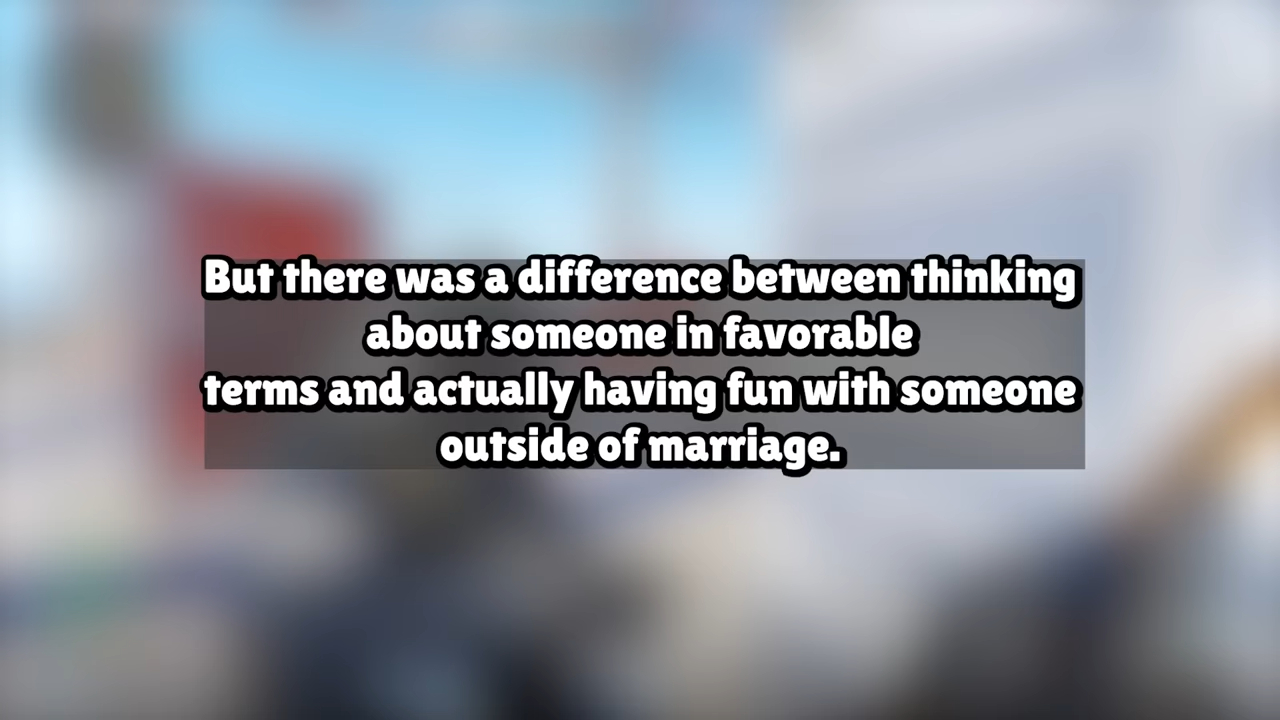 But there was a difference between thinking
about someone in favorable
terms and actually having fun with someone
outside of marriage.